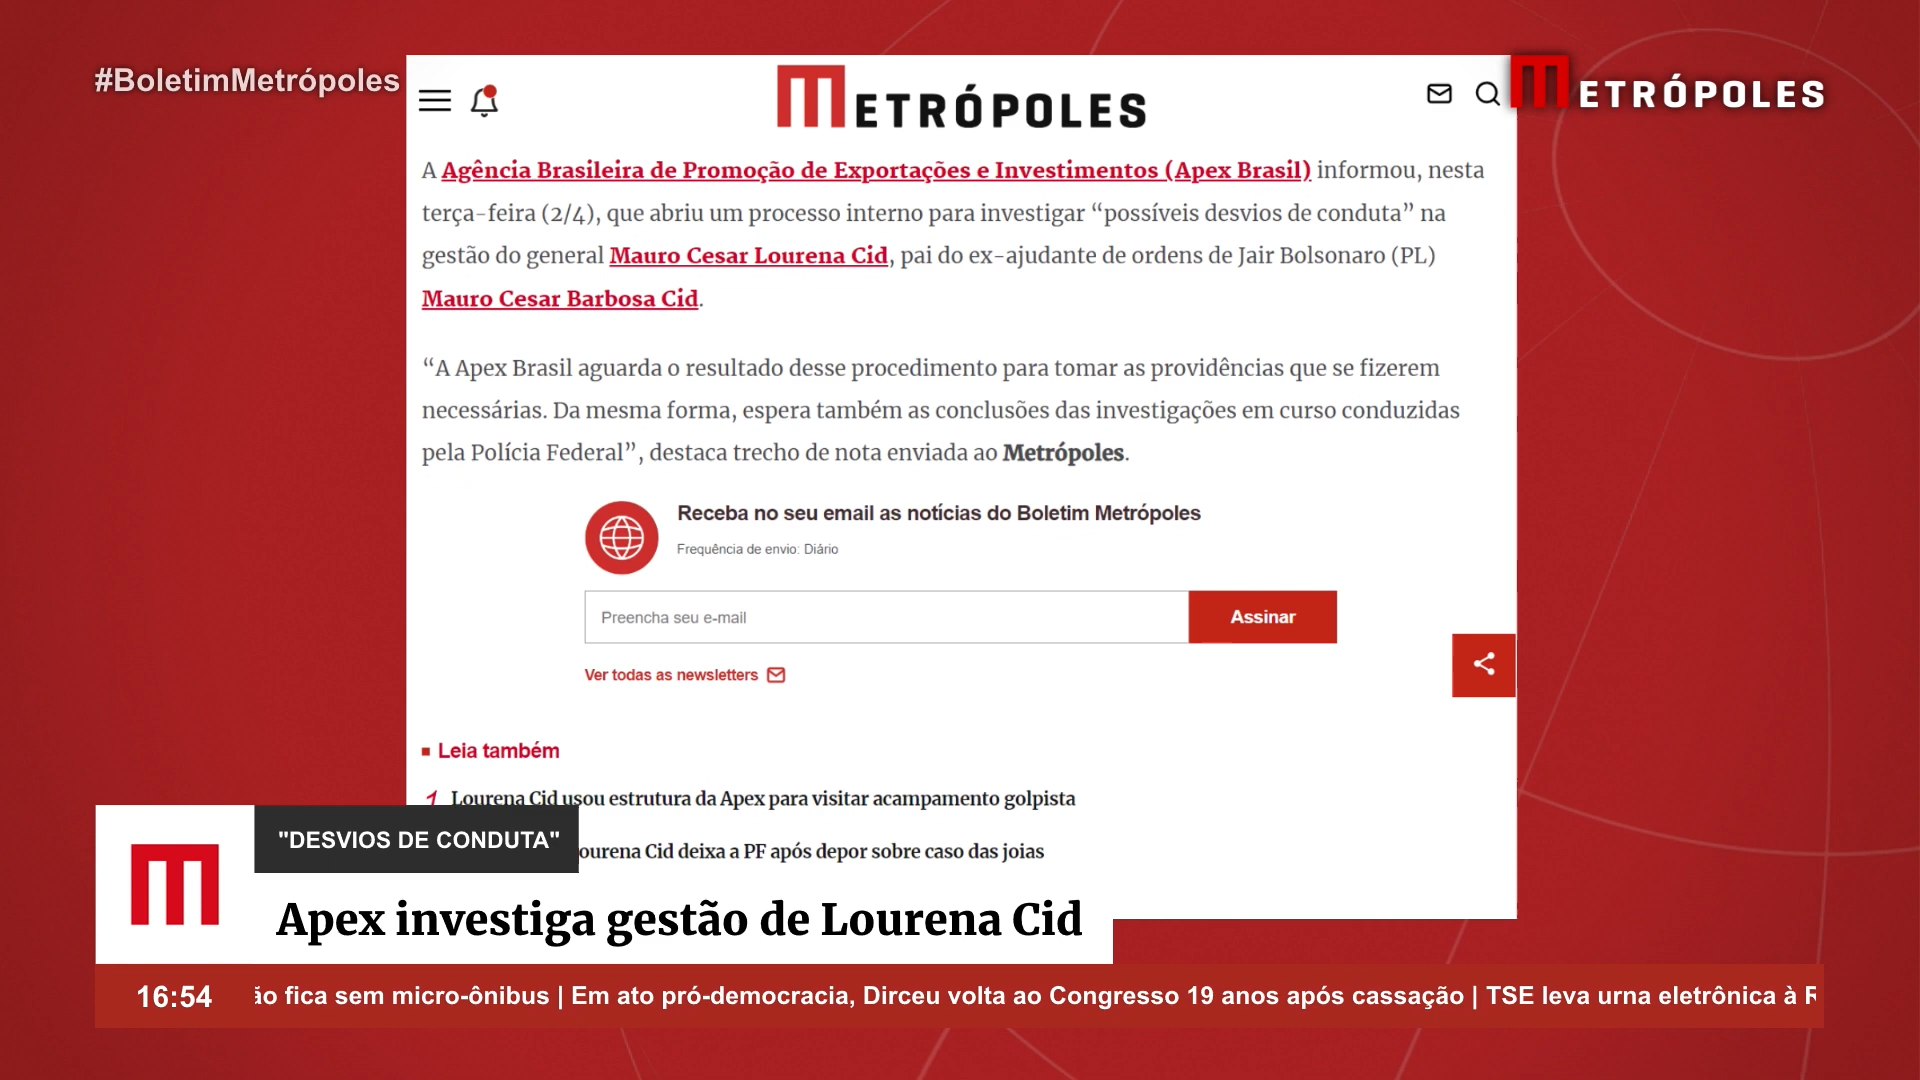 #BoletimMetrópoles
METRÓPOLES
METRÓPOLES
A Agência Brasileira de Promoção de Exportações e Investimentos (Apex Brasil) informou, nesta
terça-feira (2/4), que abriu um processo interno para investigar “possíveis desvios de conduta” na
gestão do general Mauro Cesar Lourena Cid, pai do ex-ajudante de ordens de Jair Bolsonaro (PL)
Mauro Cesar Barbosa Cid.
“A Apex Brasil aguarda o resultado desse procedimento para tomar as providências que se fizerem
necessárias. Da mesma forma, espera também as conclusões das investigações em curso conduzidas
pela Polícia Federal”, destaca trecho de nota enviada ao Metrópoles.
Receba no seu email as notícias do Boletim Metrópoles
Frequência de envio: Diário
Preencha seu e-mail
Assinar
Ver todas as newsletters
Leia também
1 Lourena Cid usou estrutura da Apex para visitar acampamento golpista
ourena Cid deixa a PF após depor sobre caso das joias
"DESVIOS DE CONDUTA"
M
Apex investiga gestão de Lourena Cid
16:54
ão fica sem micro-ônibus | Em ato pró-democracia, Dirceu volta ao Congresso 19 anos após cassação | TSE leva urna eletrônica à